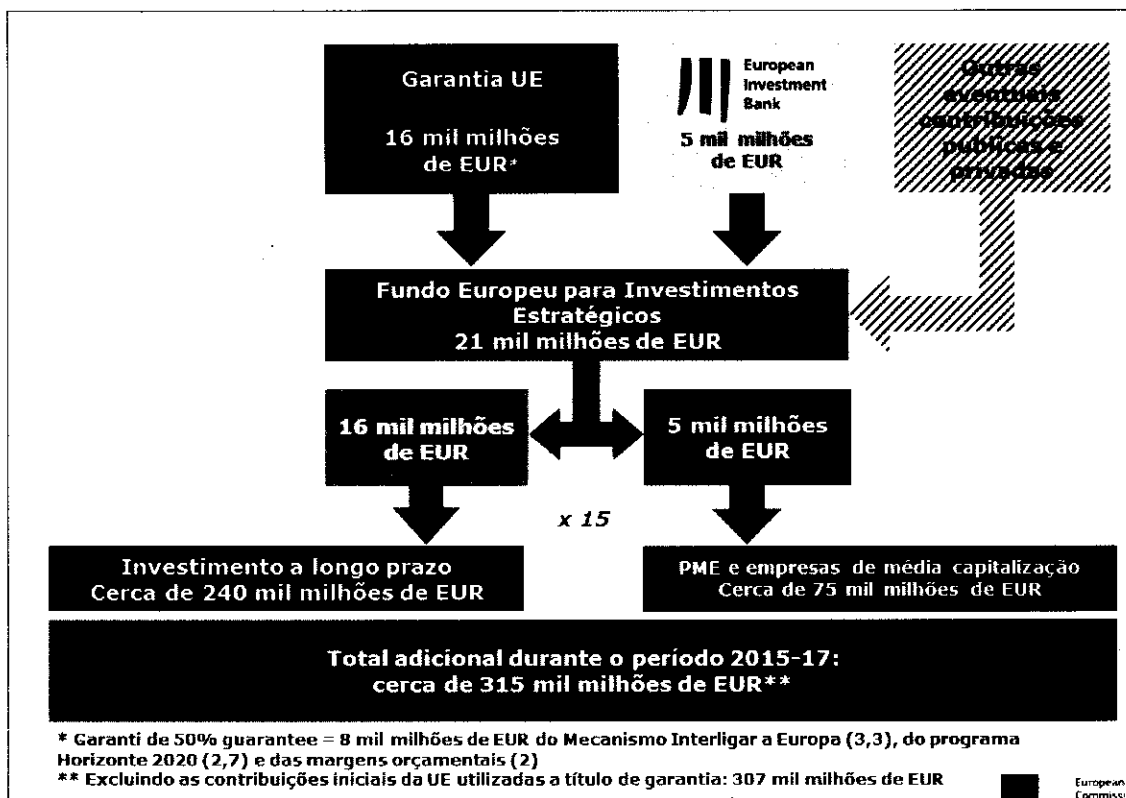 Garantia UE
16 mil milhões
de EUR*
European
Investment
Bank
5 mil milhões
de EUR
Outras
eventuais
contribuições
publicas e
privadas
Fundo Europeu para Investimentos
Estratégicos
21 mil milhões de EUR
16 mil milhões
de EUR
5 mil milhões
de EUR
x 15
Investimento a longo prazo
Cerca de 240 mil milhões de EUR
PME e empresas de média capitalização
Cerca de 75 mil milhões de EUR
Total adicional durante o período 2015-17:
cerca de 315 mil milhões de EUR**
* Garanti de 50% guarantee = 8 mil milhões de EUR do Mecanismo Interligar a Europa (3,3), do programa
Horizonte 2020 (2,7) e das margens orçamentais (2)
** Excluindo as contribuições iniciais da UE utilizadas a título de garantia: 307 mil milhões de EUR
European